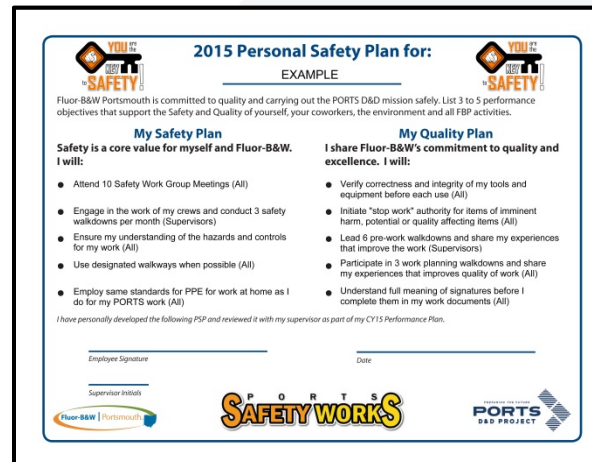 YOU are the KEY to SAFETY!
2015 Personal Safety Plan for:
YOU are the KEY to SAFETY!
EXAMPLE
Fluor-B&W Portsmouth is committed to quality and carrying out the PORTS D&D mission safely. List 3 to 5 performance
objectives that support the Safety and Quality of yourself, your coworkers, the environment and all FBP activities.
My Safety Plan
Safety is a core value for myself and Fluor-B&W.
I will:
● Attend 10 Safety Work Group Meetings (All)
● Engage in the work of my crews and conduct 3 safety
walkdowns per month (Supervisors)
● Ensure my understanding of the hazards and controls
for my work (All)
● Use designated walkways when possible (All)
● Employ same standards for PPE for work at home as I
do for my PORTS work (All)
My Quality Plan
I share Fluor-B&W's commitment to quality and
excellence. I will:
● Verify correctness and integrity of my tools and
equipment before each use (All)
● Initiate "stop work" authority for items of imminent
harm, potential or quality affecting items (All)
● Lead 6 pre-work walkdowns and share my experiences
that improve the work (Supervisors)
● Participate in 3 work planning walkdowns and share
my experiences that improves quality of work (All)
● Understand full meaning of signatures before I
complete them in my work documents (All)
I have personally developed the following PSP and reviewed it with my supervisor as part of my CY15 Performance Plan.
Employee Signature
Date
Supervisor Initials
Fluor-B&W | Portsmouth
PORTS
SAFETY WORKS
PREPARING THE FUTURE
PORTS
D&D PROJECT